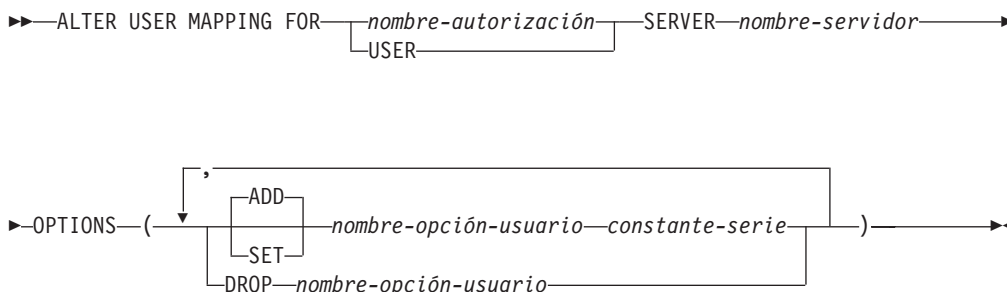 ALTER USER MAPPING FOR nombre-autorización SERVER nombre-servidor
USER
,
OPTIONS ( ADD nombre-opción-usuario constante-serie )
SET
DROP nombre-opción-usuario